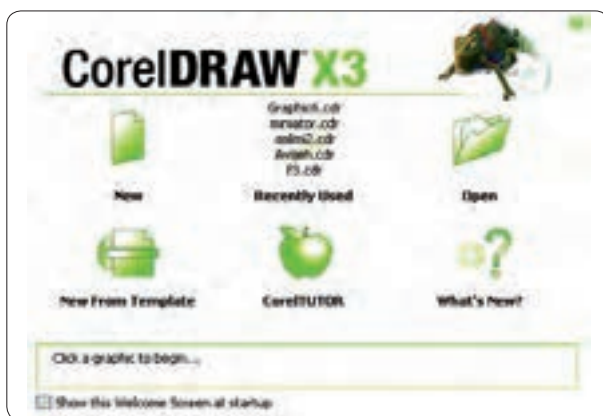 CorelDRAW X3
Graphic1.cdr
New
Recently Used
Open
New From Template
CorelTUTOR
What's New?
Click a graphic to begin...
Show this Welcome Screen at startup